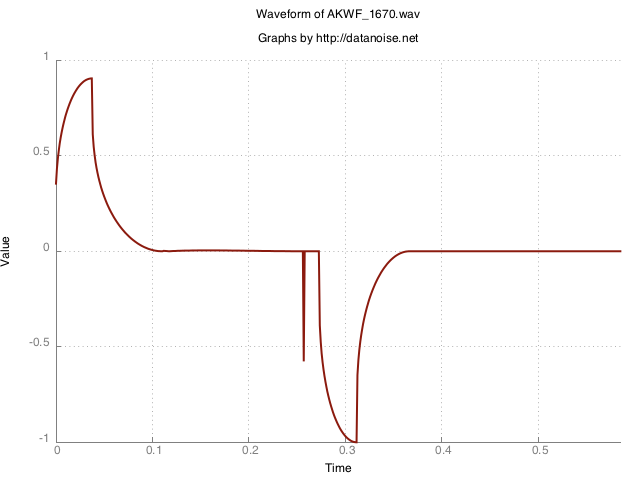 Waveform of AKWF_1670.wav
Graphs by http://datanoise.net
1
0.5
0
-0.5
-1
Value
0 0.1 0.2 0.3 0.4 0.5
Time